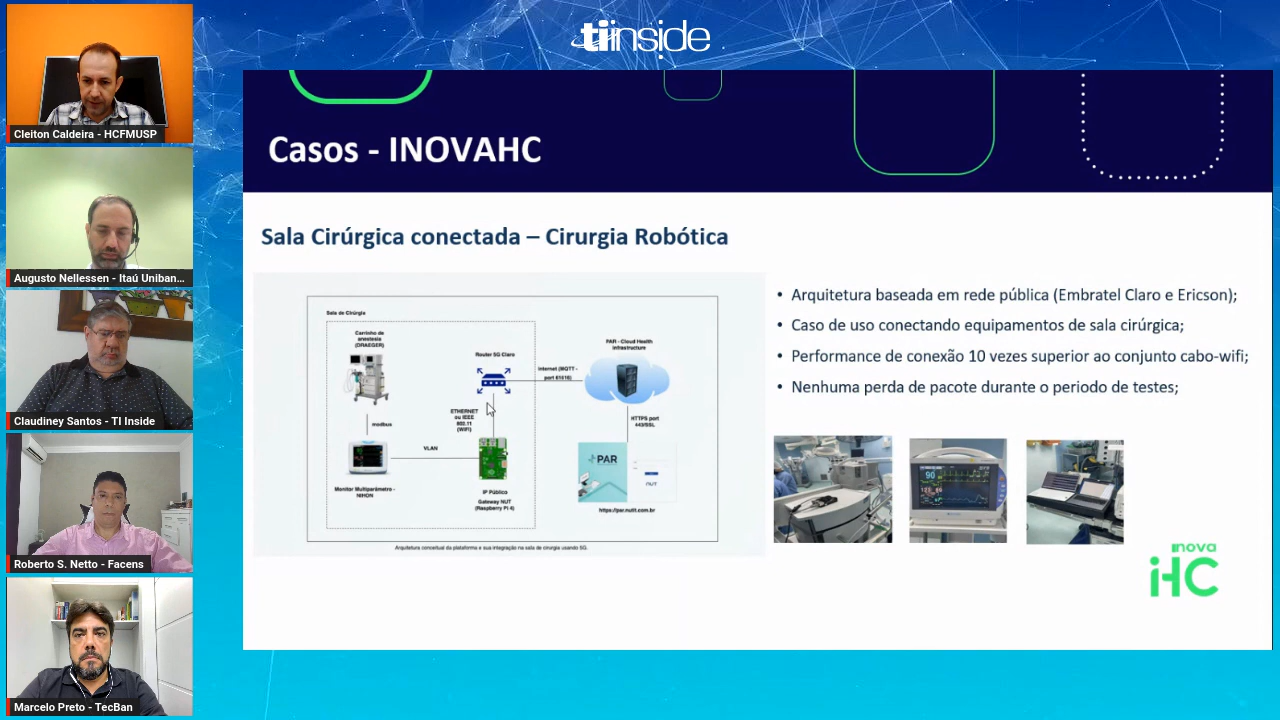 tiinside
Cleiton Caldeira - HCFMUSP
Augusto Nellessen - Itaú Uniban...
Claudiney Santos - TI Inside
Roberto S. Netto - Facens
Marcelo Preto - TecBan
Casos - INOVAHC
Sala Cirúrgica conectada – Cirurgia Robótica
Sala de Cirurgia
Carrinho de
anestesia
(DRAEGER)
Router 5G Claro
PAR - Cloud Health
infrastructure
internet (MQTT -
port 61616)
ETHERNET
ou IEEE
802.11
(WIFI)
HTTPS port
443/SSL
modbus
VLAN
PAR
Monitor Multiparâmetro -
NIHON
IP Público
Gateway NUT
(Raspberry PI 4)
https://par.nutit.com.br
Arquitetura conceitual da plataforma e sua integração na sala de cirurgia usando 5G.
• Arquitetura baseada em rede pública (Embratel Claro e Ericson);
• Caso de uso conectando equipamentos de sala cirúrgica;
• Performance de conexão 10 vezes superior ao conjunto cabo-wifi;
• Nenhuma perda de pacote durante o periodo de testes;
90
inova
HC